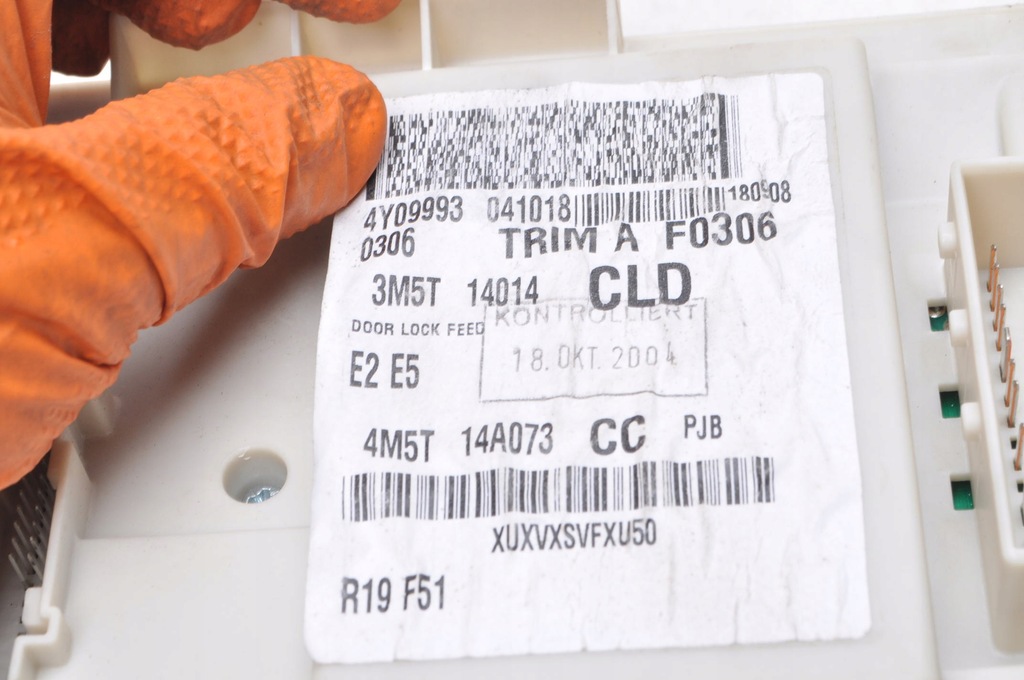 4Y09993 041018 180908
0306 TRIM A F0306
3M5T 14014 CLD
DOOR LOCK FEED
KONTROLLIERT
18. OKT. 2004
E2 E5
4M5T 14A073 CC PJB
XUXVXSVFXU50
R19 F51